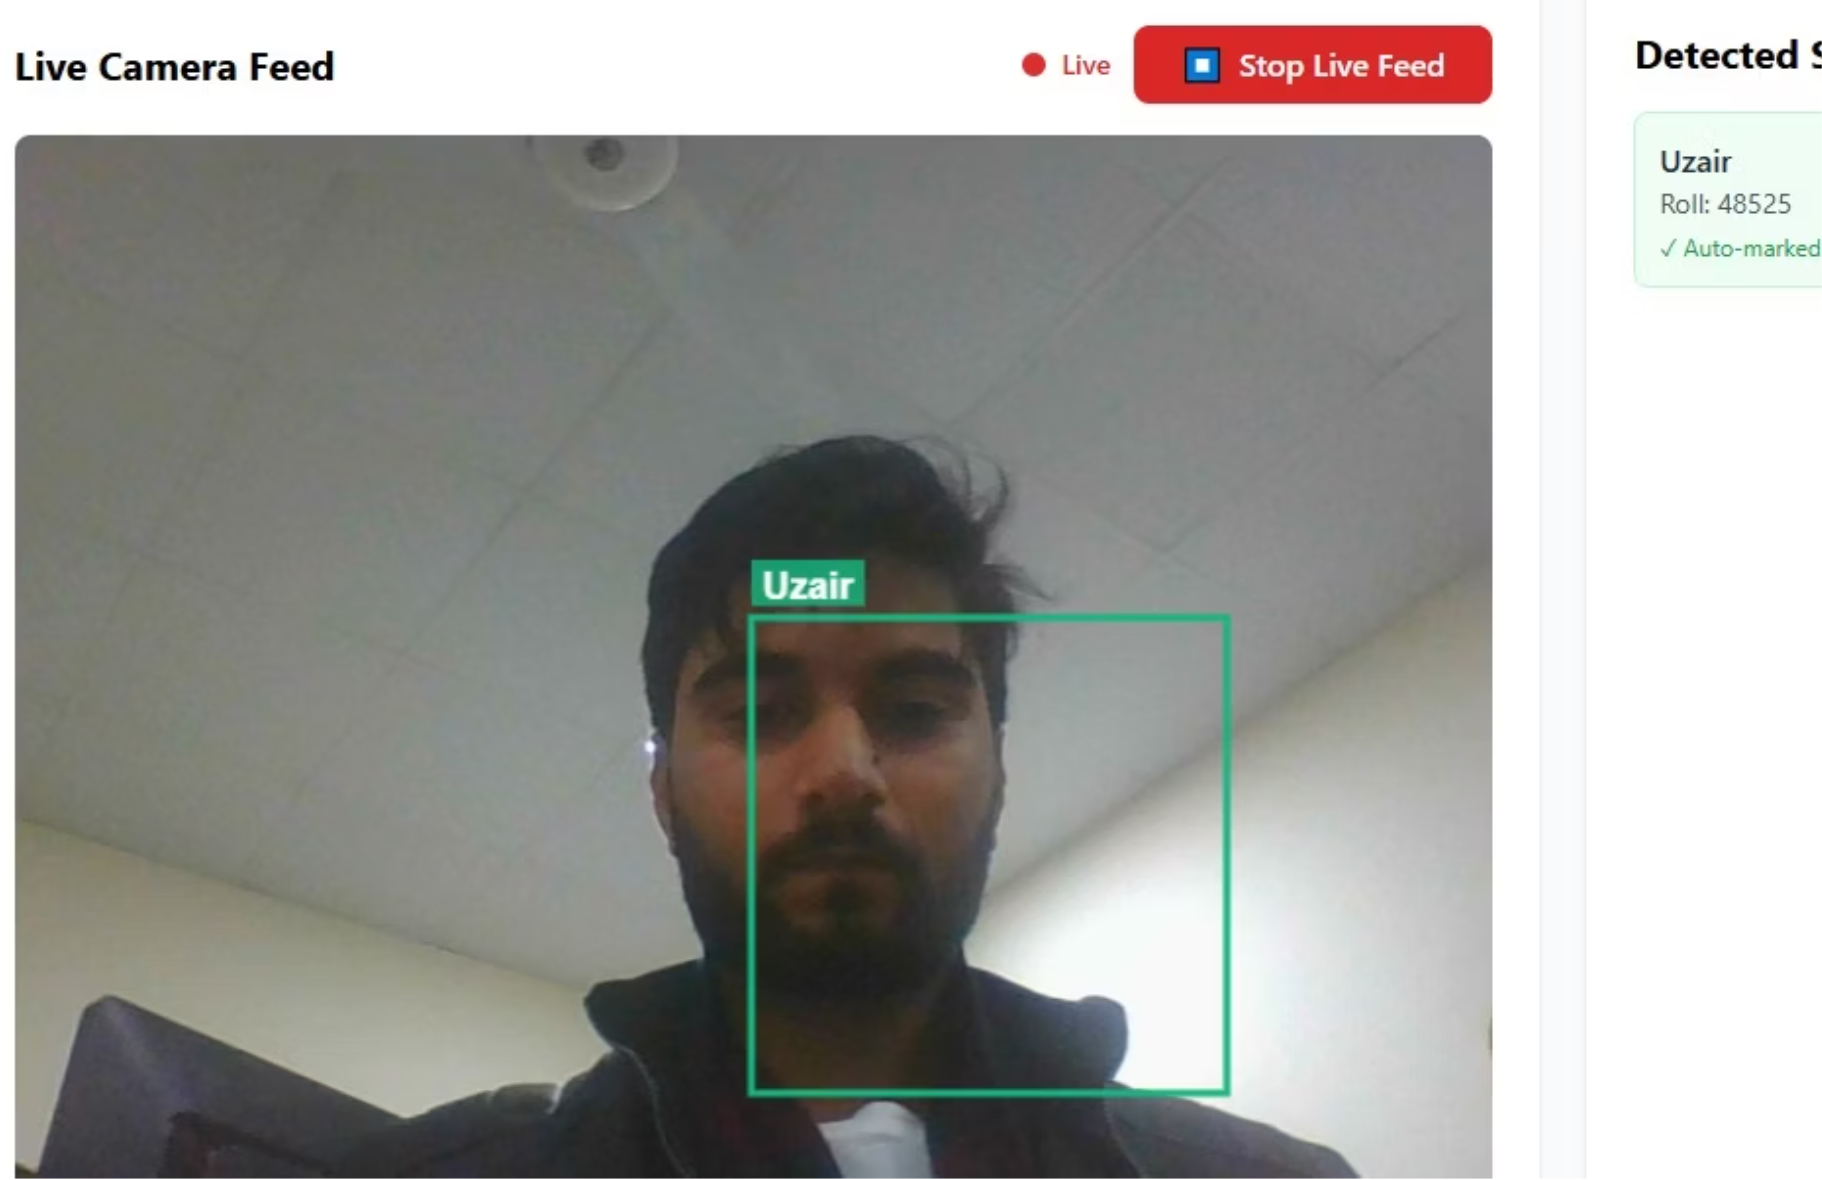 Live Camera Feed
Live
Stop Live Feed
Uzair
Detected S
Uzair
Roll: 48525
✓ Auto-marked